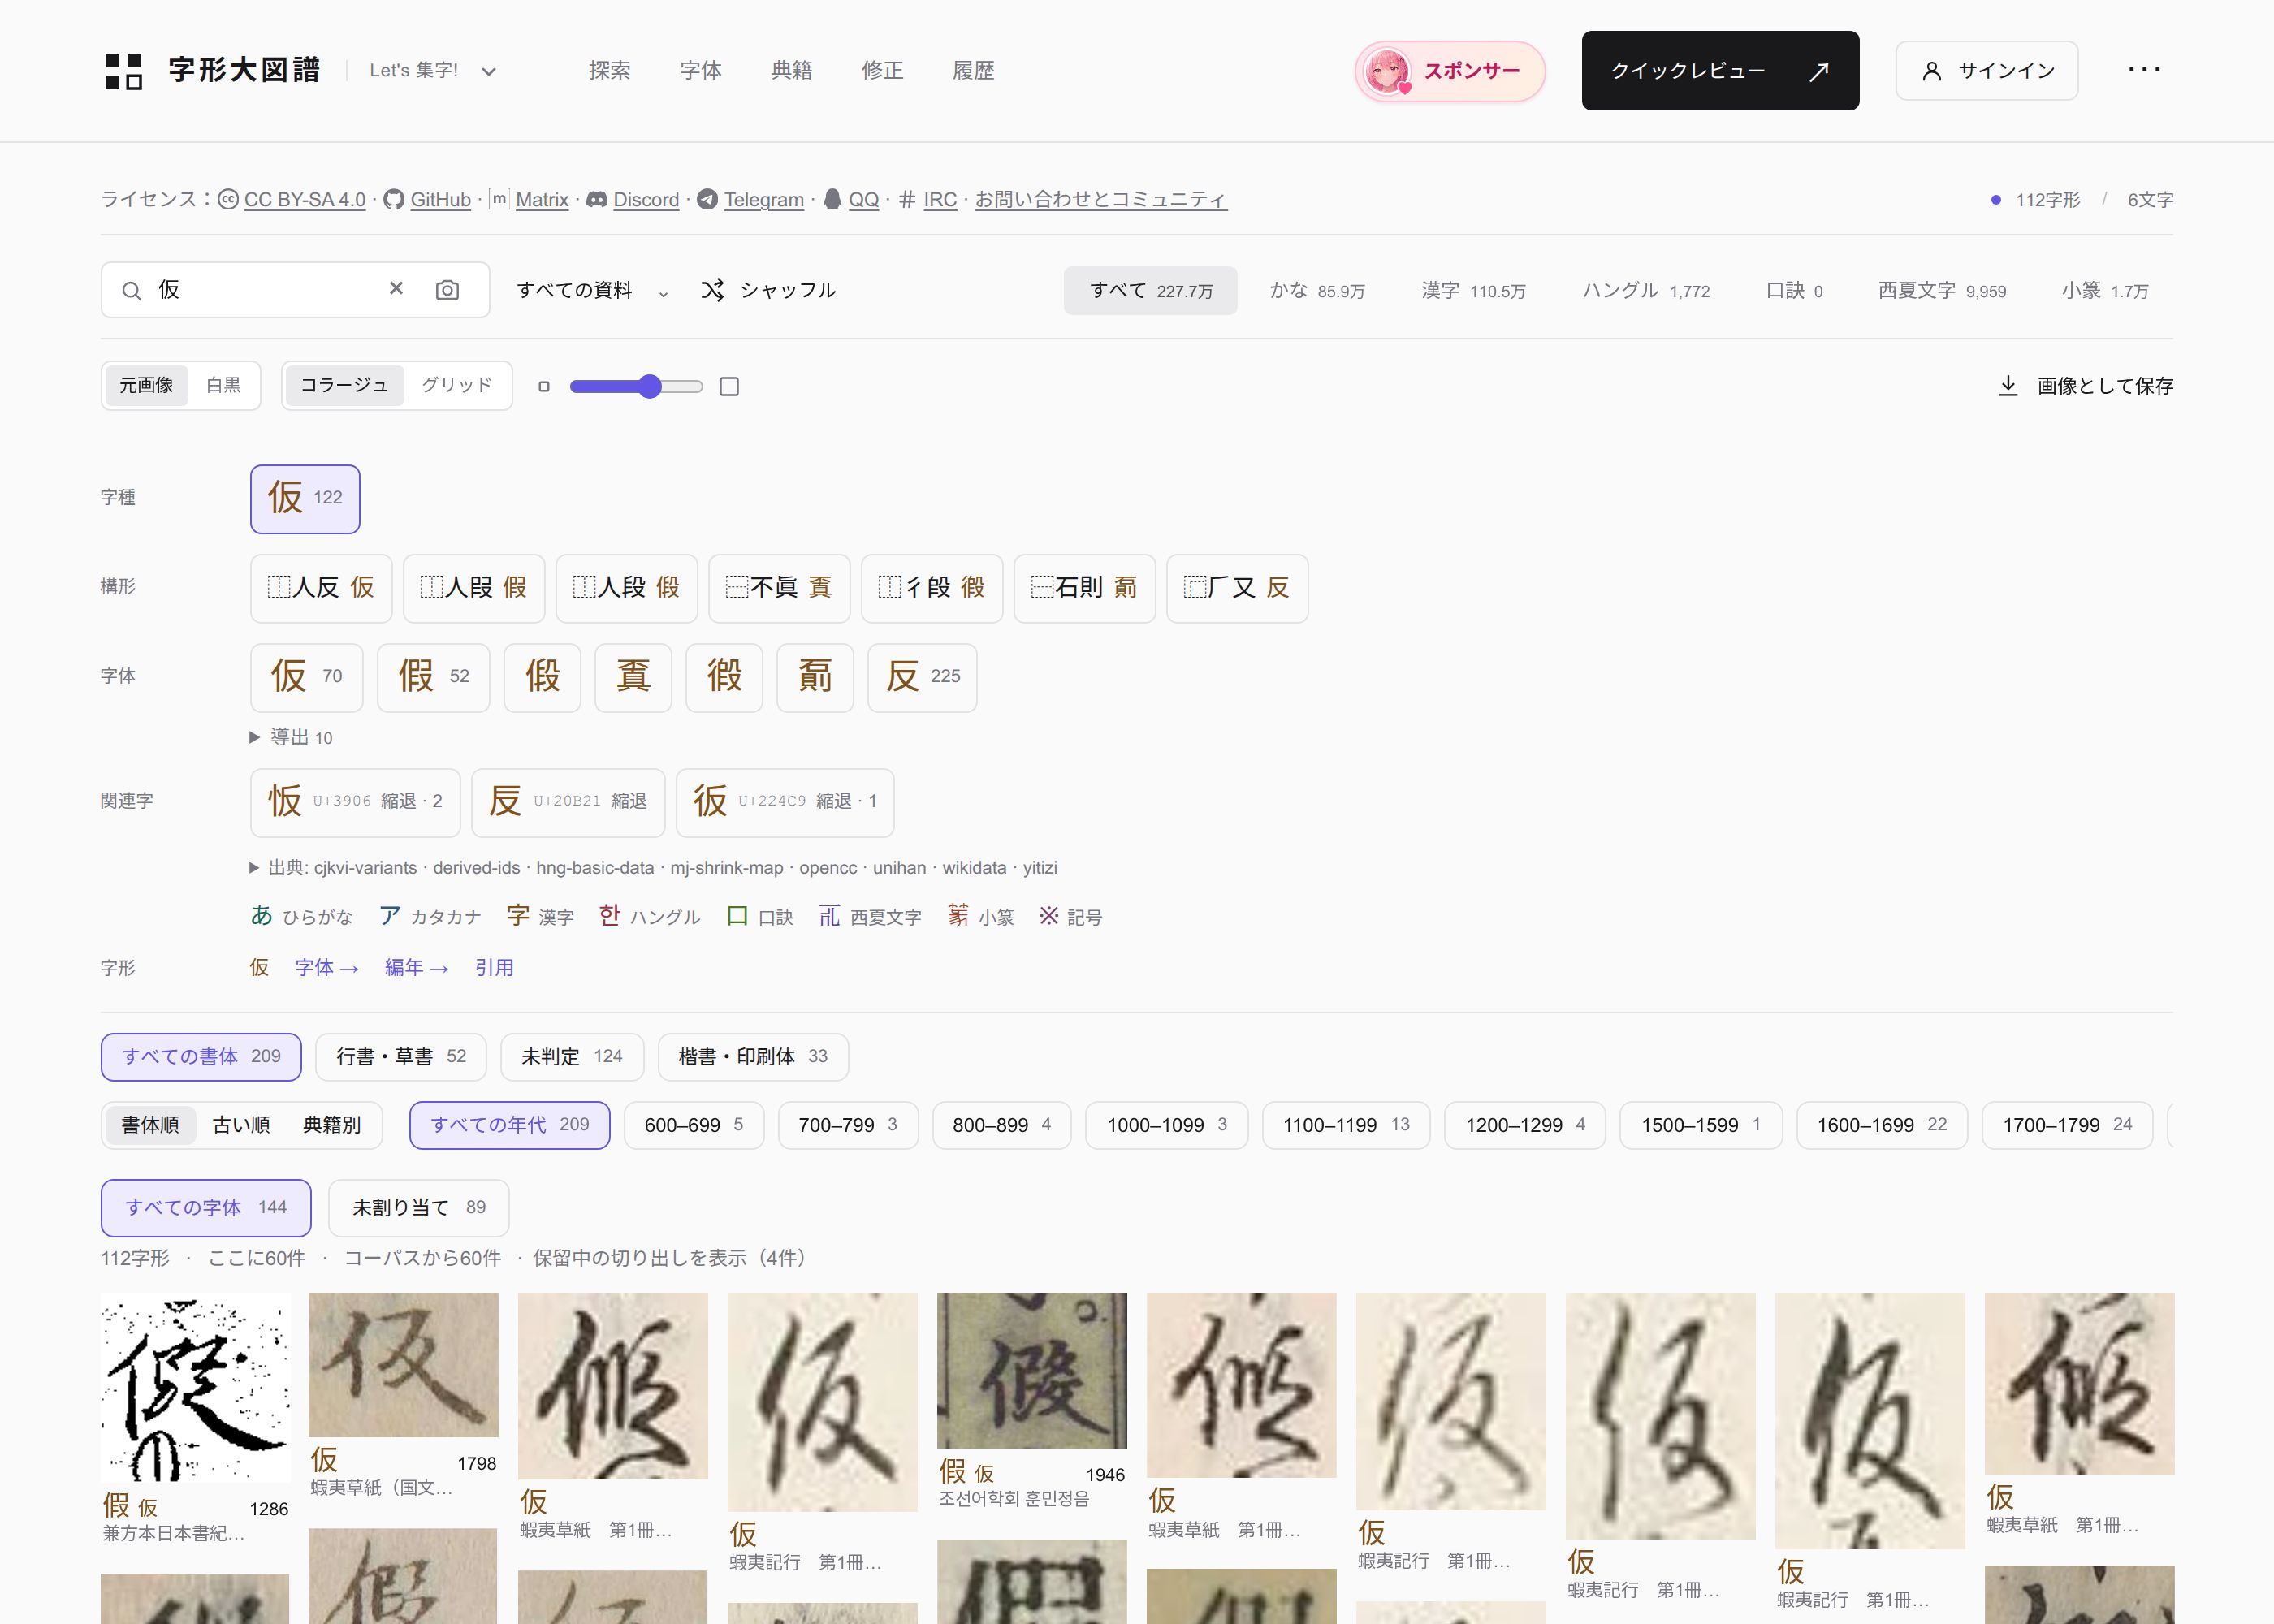 字形大図譜 Let's 集字! 探索 字体 典籍 修正 履歴 スポンサー クイックレビュー サインイン ···
ライセンス：CC BY-SA 4.0 · GitHub · Matrix · Discord · Telegram · QQ · IRC · お問い合わせとコミュニティ 112字形 / 6文字
仮 すべての資料 シャッフル すべて 227.7万 かな 85.9万 漢字 110.5万 ハングル 1,772 口訣 0 西夏文字 9,959 小篆 1.7万
元画像 白黒 コラージュ グリッド 画像として保存
字種 仮 122
構形 ⿰人反 仮 ⿰人叚 假 ⿰人段 偽 ⿱不眞 ⿰彳段 ⿱石則 ⿸厂又 反
字体 仮 70 假 52 反 225
導出 10
関連字 㤆 U+3906 縮退 · 2 𠬡 U+20B21 縮退 𢓉 U+224C9 縮退 · 1
出典: cjkvi-variants · derived-ids · hng-basic-data · mj-shrink-map · opencc · unihan · wikidata · yitizi
あ ひらがな ア カタカナ 字 漢字 한 ハングル 口 口訣 西夏文字 篆 小篆 ※ 記号
字形 仮 字体→ 編年→ 引用
すべての書体 209 行書・草書 52 未判定 124 楷書・印刷体 33
書体順 古い順 典籍別 すべての年代 209 600–699 5 700–799 3 800–899 4 1000–1099 3 1100–1199 13 1200–1299 4 1500–1599 1 1600–1699 22 1700–1799 24
すべての字体 144 未割り当て 89
112字形 · ここに60件 · コーパスから60件 · 保留中の切り出しを表示（4件）
假 仮 1286
兼方本日本書紀…
仮 1798
蝦夷草紙（国文…
仮
蝦夷草紙 第1冊…
仮
蝦夷記行 第1冊…
假 仮 1946
조선어학회 훈민정음
仮
蝦夷草紙 第1冊…
仮
蝦夷記行 第1冊…
仮
蝦夷記行 第1冊…
仮
蝦夷記行 第1冊…
仮
蝦夷草紙 第1冊…